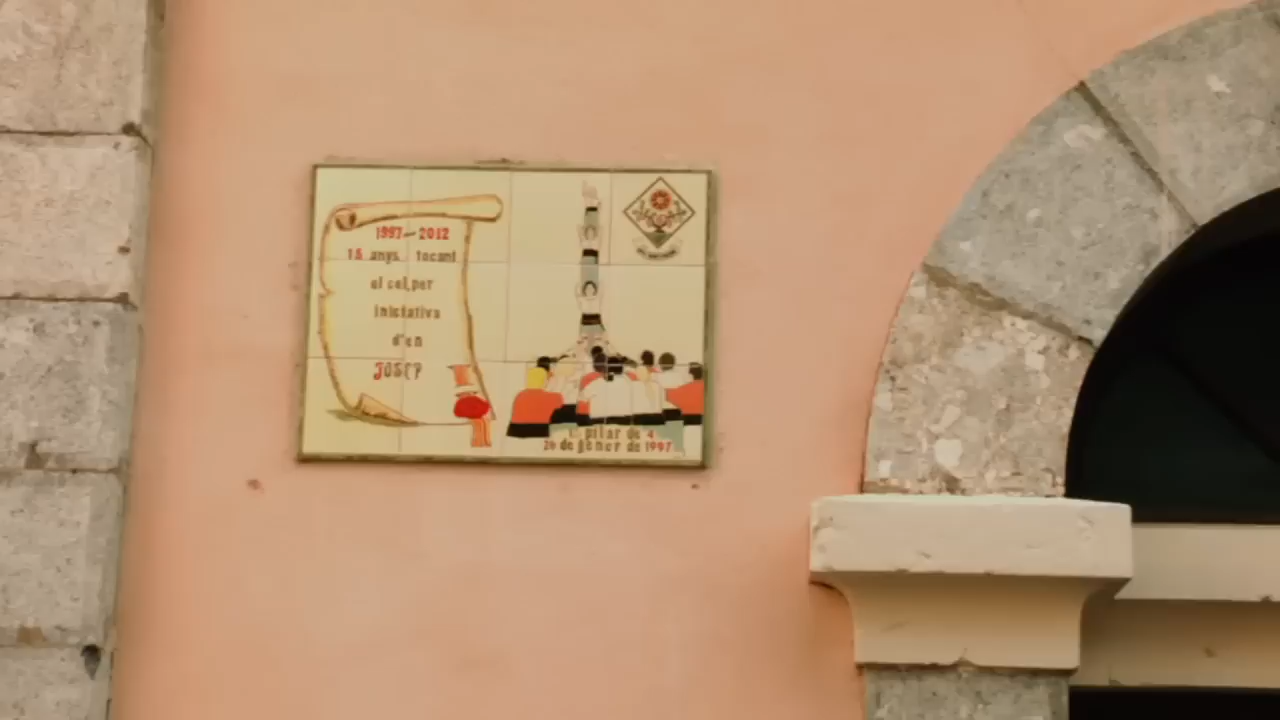 1997-2012
15 anys tocant
el cel, per
iniciativa
d'en
JOSEP
1r pilar de 4
26 de gener de 1997